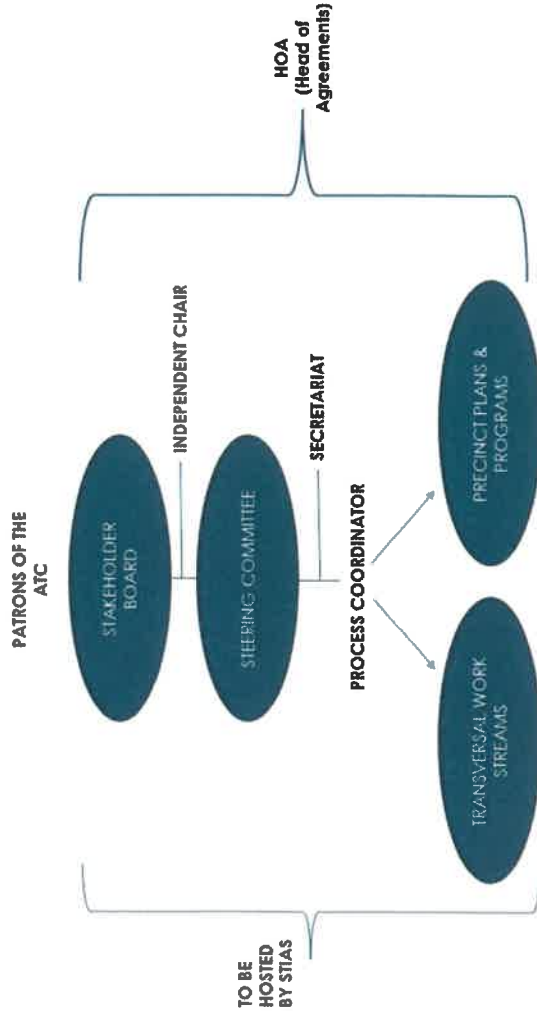 PATRONS OF THE
ATC
STAKEHOLDER
BOARD
INDEPENDENT CHAIR
STEERING COMMITTEE
SECRETARIAT
PROCESS COORDINATOR
TRANSVERSAL WORK
STREAMS
PRECINCT PLANS &
PROGRAMS
TO BE
HOSTED
BY STIAS
HOA
(Head of
Agreements)